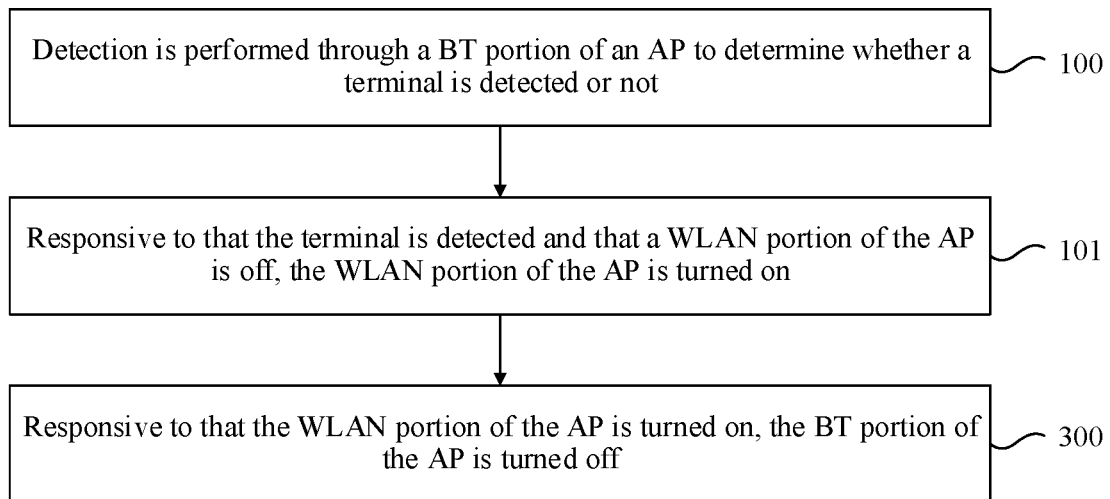 Detection is performed through a BT portion of an AP to determine whether a
terminal is detected or not
100
Responsive to that the terminal is detected and that a WLAN portion of the AP
is off, the WLAN portion of the AP is turned on
101
Responsive to that the WLAN portion of the AP is turned on, the BT portion of
the AP is turned off
300